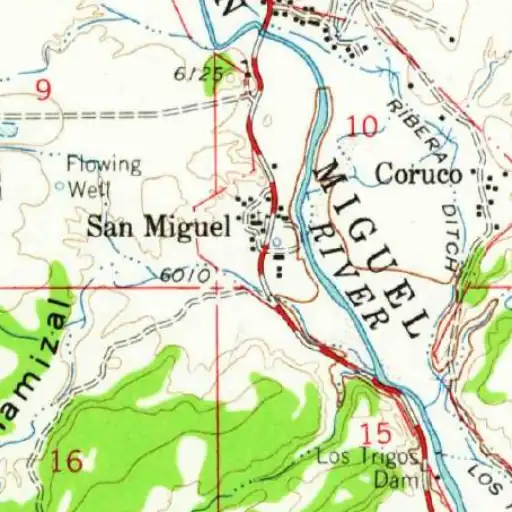 N
6125
9
10
RIBERA DITCH
Flowing
Well
Coruco
MIGUEL
RIVER
San Miguel
6010
amizal
15
16
Los Trigos
Dam
LOS